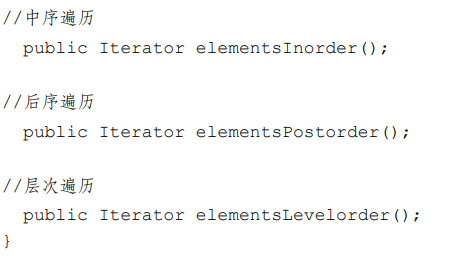 //中序遍历
public Iterator elementsInorder();
//后序遍历
public Iterator elementsPostorder();
//层次遍历
public Iterator elementsLevelorder();
}